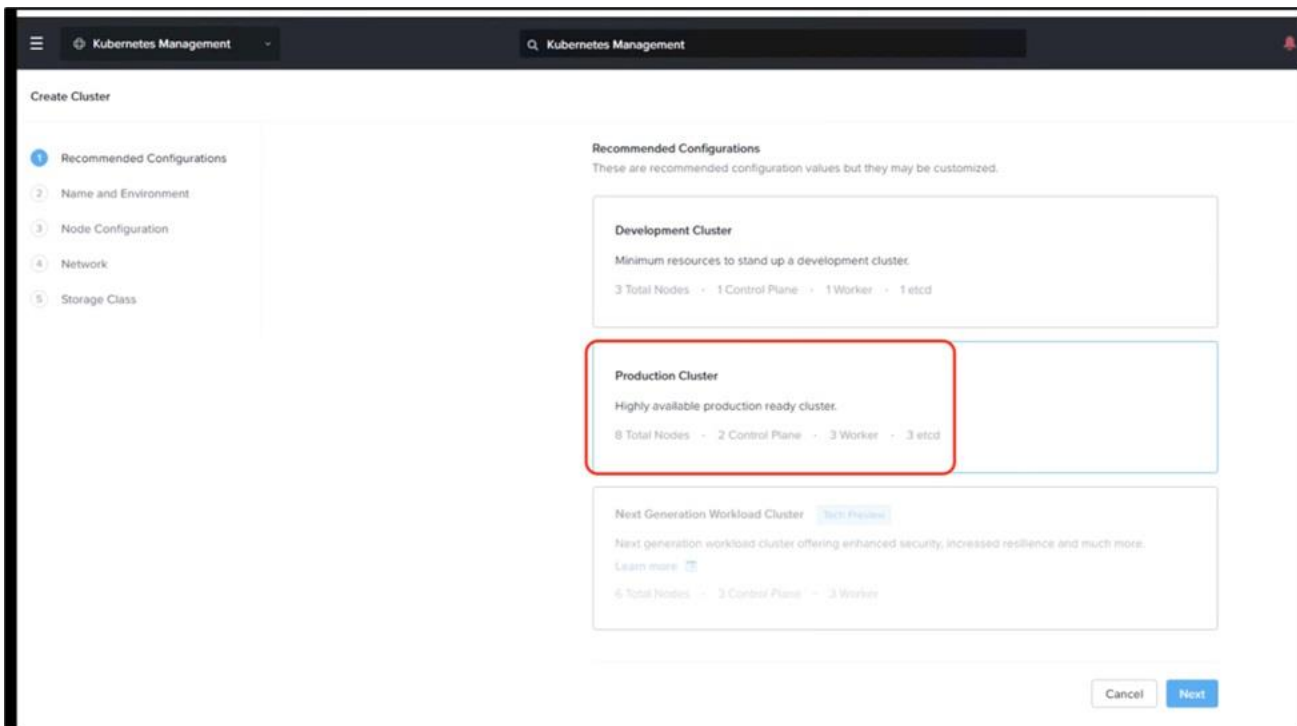 Kubernetes Management
Kubernetes Management
Create Cluster
1 Recommended Configurations
2 Name and Environment
3 Node Configuration
4 Network
5 Storage Class
Recommended Configurations
These are recommended configuration values but they may be customized.
Development Cluster
Minimum resources to stand up a development cluster.
3 Total Nodes - 1 Control Plane - 1 Worker - 1 etcd
Production Cluster
Highly available production ready cluster.
8 Total Nodes - 2 Control Plane - 3 Worker - 3 etcd
Next Generation Workload Cluster Tech Preview
Next generation workload cluster offering enhanced security, increased resilience and much more.
Learn more
6 Total Nodes - 3 Control Plane - 3 Worker
Cancel Next